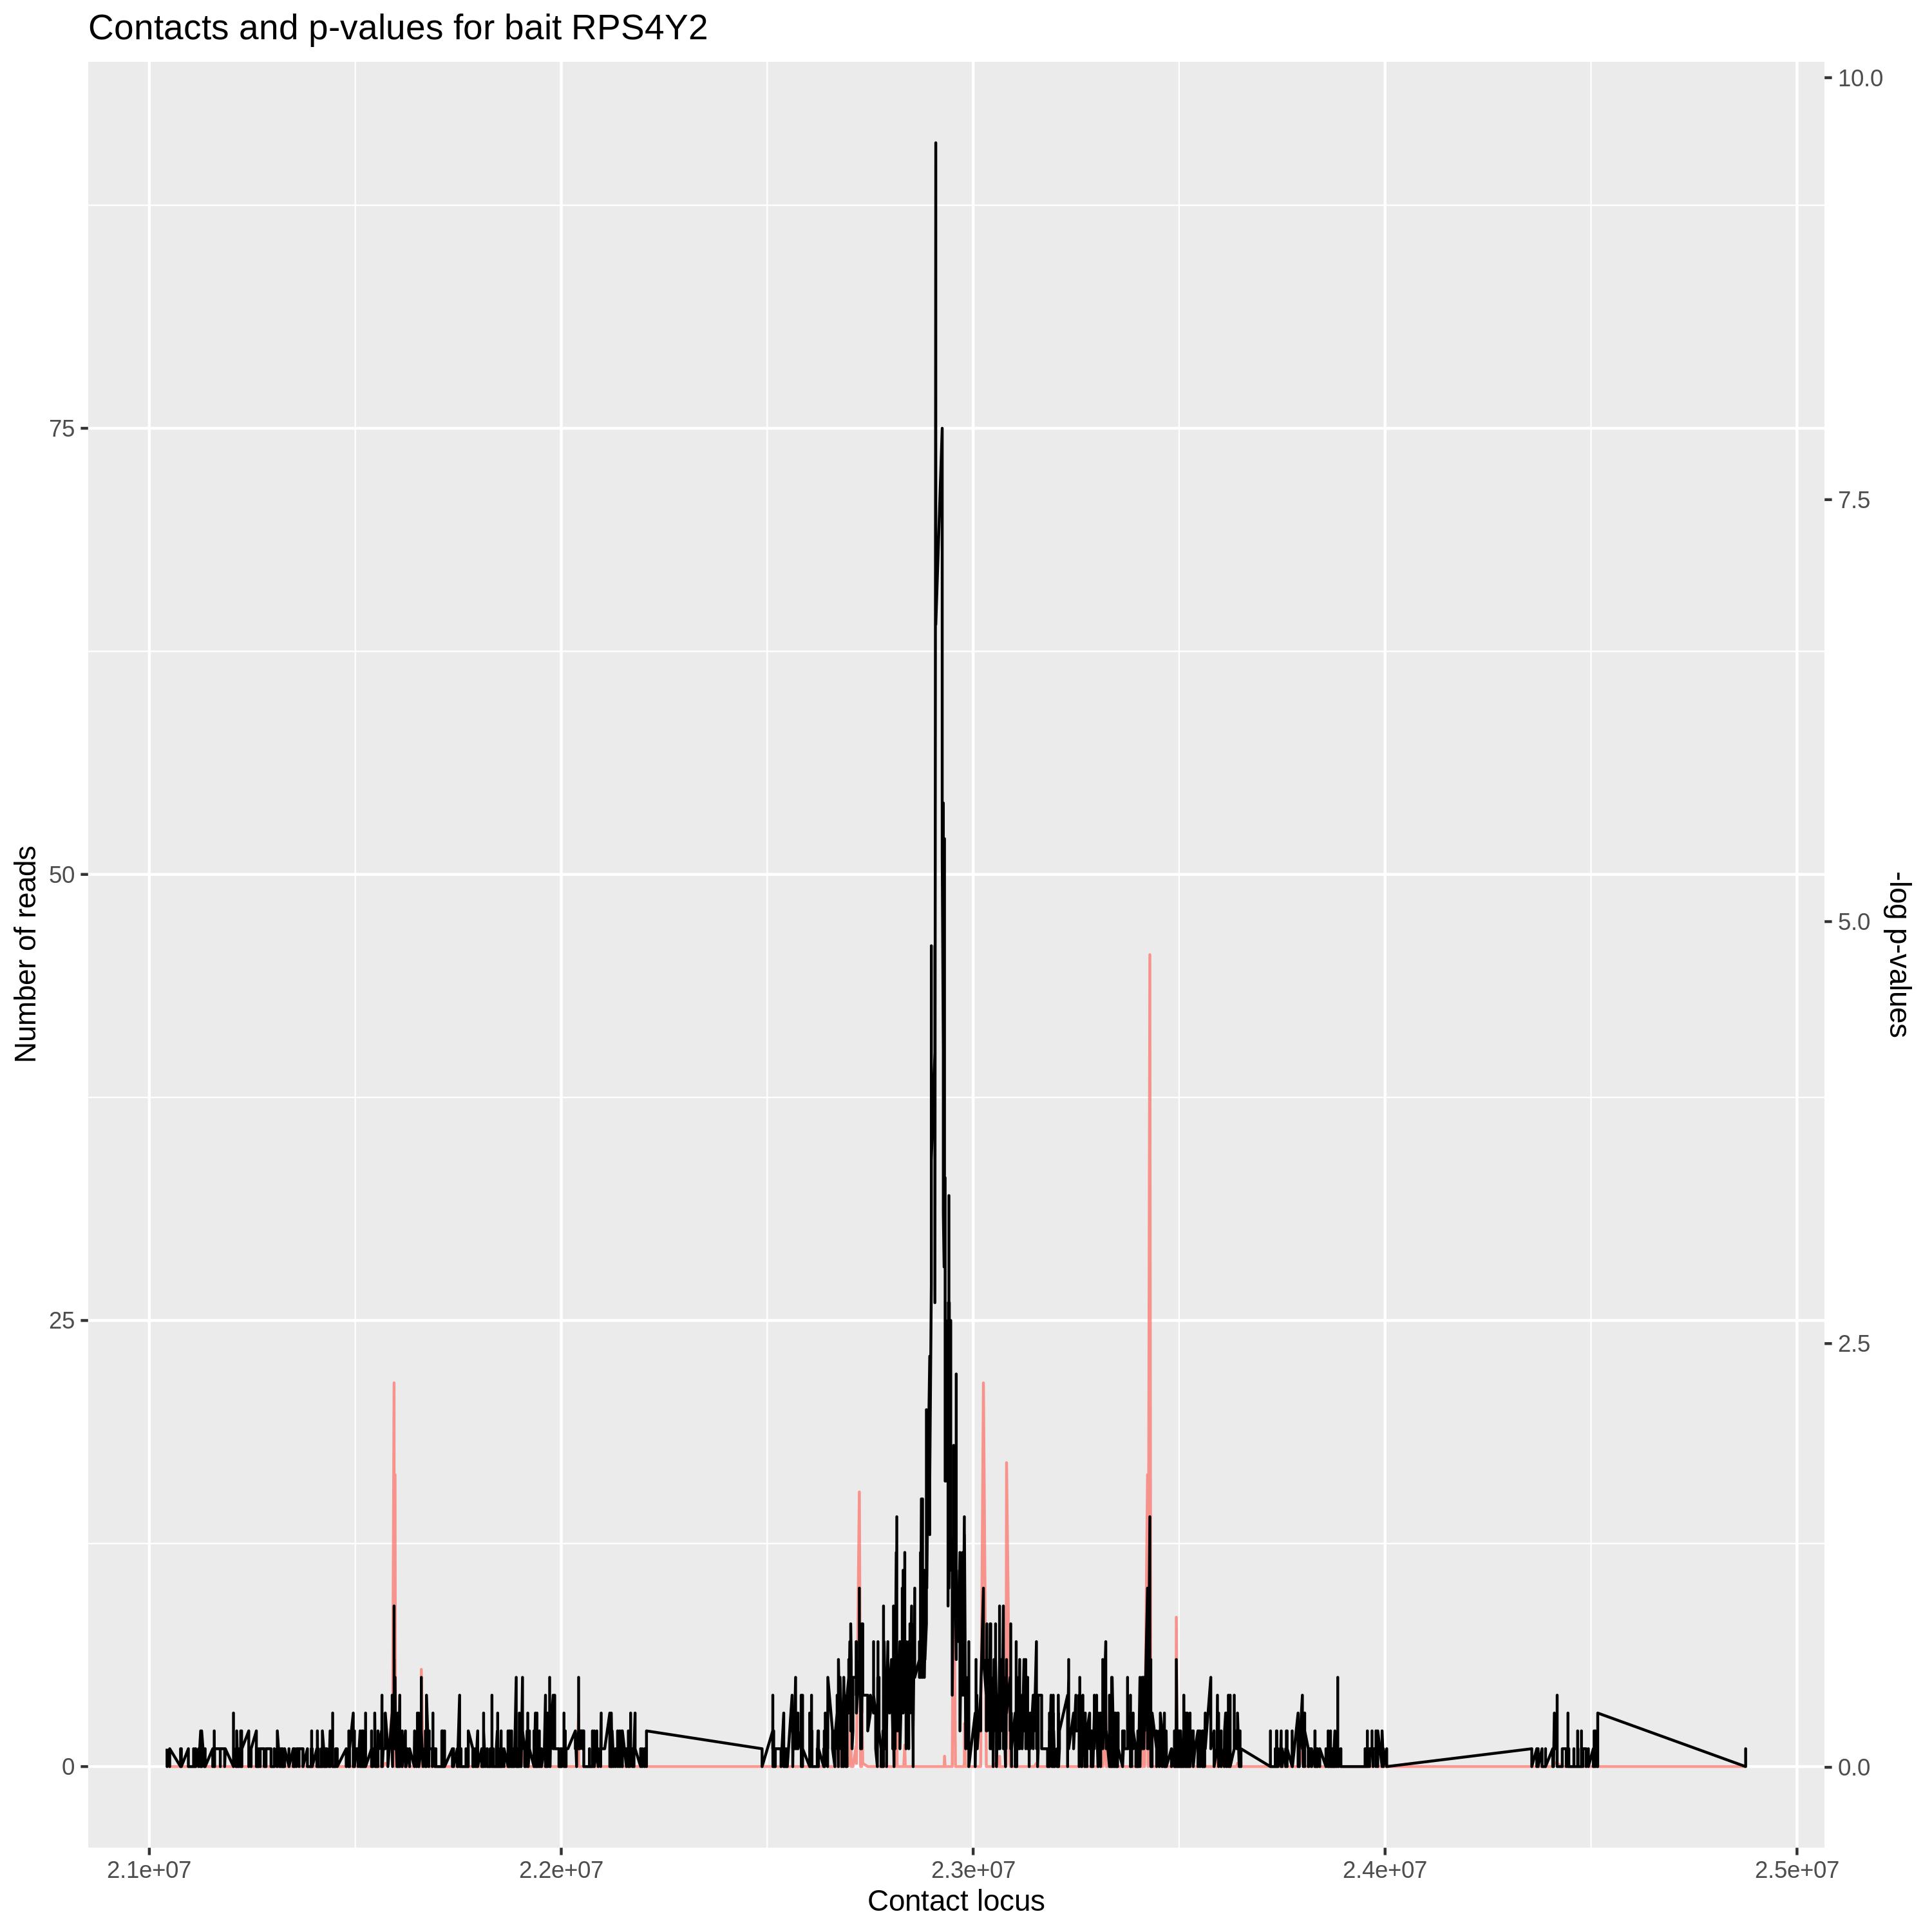 Contacts and p-values for bait RPS4Y2
10.0
75
7.5
Number of reads
50
5.0
-log p-values
25
2.5
0
0.0
2.1e+07 2.2e+07 2.3e+07 2.4e+07 2.5e+07
Contact locus